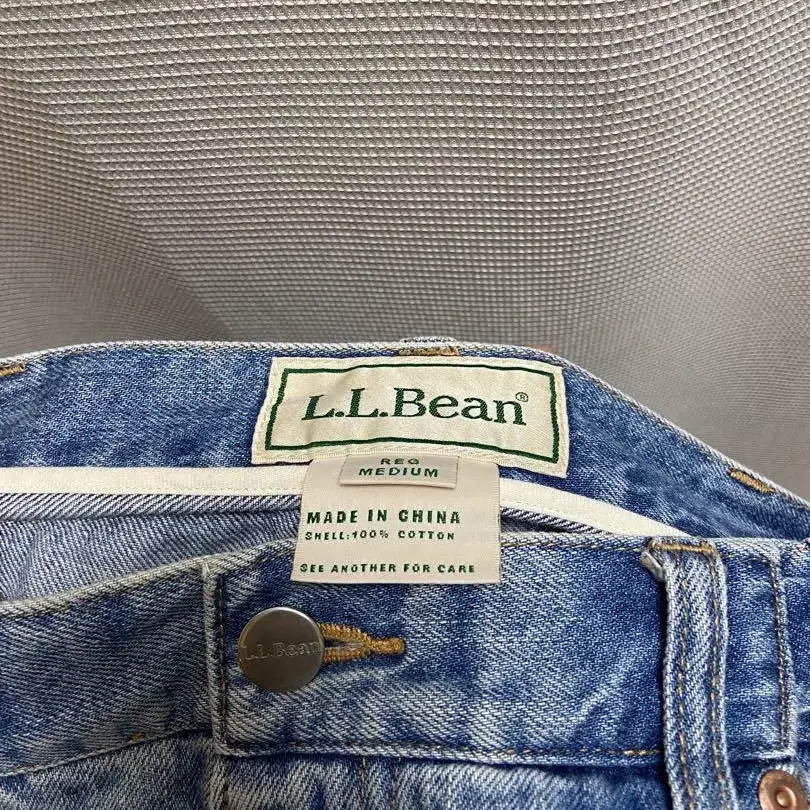 L.L.Bean®
REG
MEDIUM
MADE IN CHINA
SHELL:100% COTTON
SEE ANOTHER FOR CARE
L.L.Bean